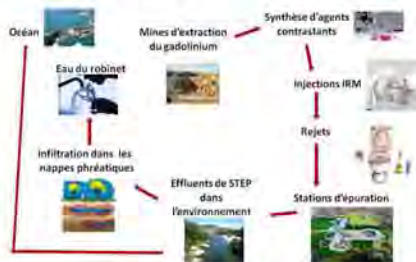 Océan
Mines d'extraction
du gadolinium
Synthèse d'agents
contrastants
Eau du robinet
Injections IRM
Rejets
Infiltration dans les
nappes phréatiques
Effluents de STEP
dans
l'environnement
Stations d'épuration